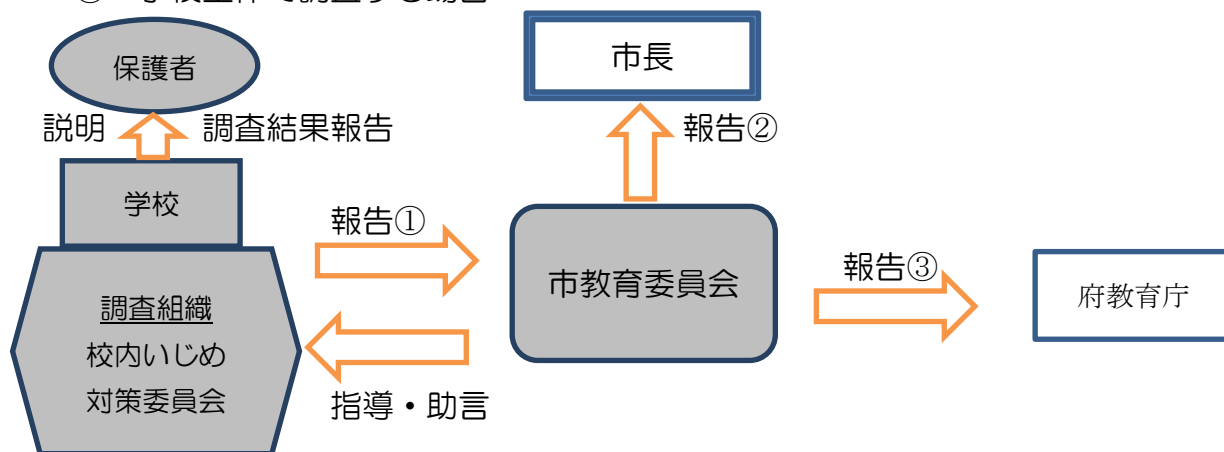 保護者
市長
説明
調査結果報告
報告②
学校
報告①
市教育委員会
報告③
府教育庁
調査組織
校内いじめ
対策委員会
指導・助言